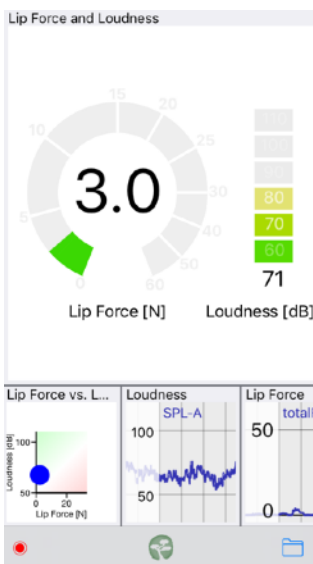 Lip Force and Loudness
15
20
10
25
5
30
40
50
0
60
3.0
110
100
90
80
70
60
71
Lip Force [N]
Loudness [dB]
Lip Force vs. L...
Loudness
Lip Force
Loudness [dB]
100
50
0
20
Lip Force [N]
SPL-A
100
50
totall
50
0